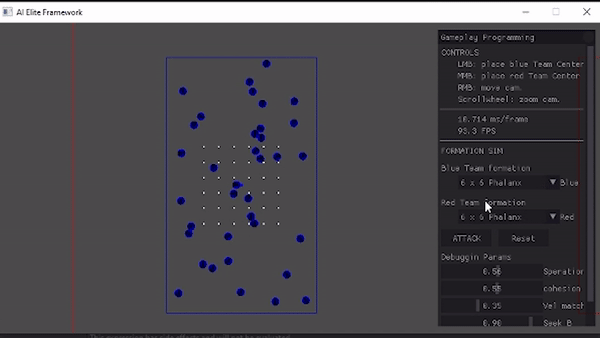 AI Elite Framework
Gameplay Programming
CONTROLS
LMB: place blue Team Center
MMB: place red Team Center
RMB: move cam.
Scrollwheel: zoom cam.
10.714 ms/frame
93.3 FPS
FORMATION SIM
Blue Team formation
6 x 6 Phalanx Blue
Red Team formation
6 x 6 Phalanx Red
ATTACK Reset
Debuggin Params
0.56 Speration
0.55 cohesion
0.35 Vel match
0.98 Seek B